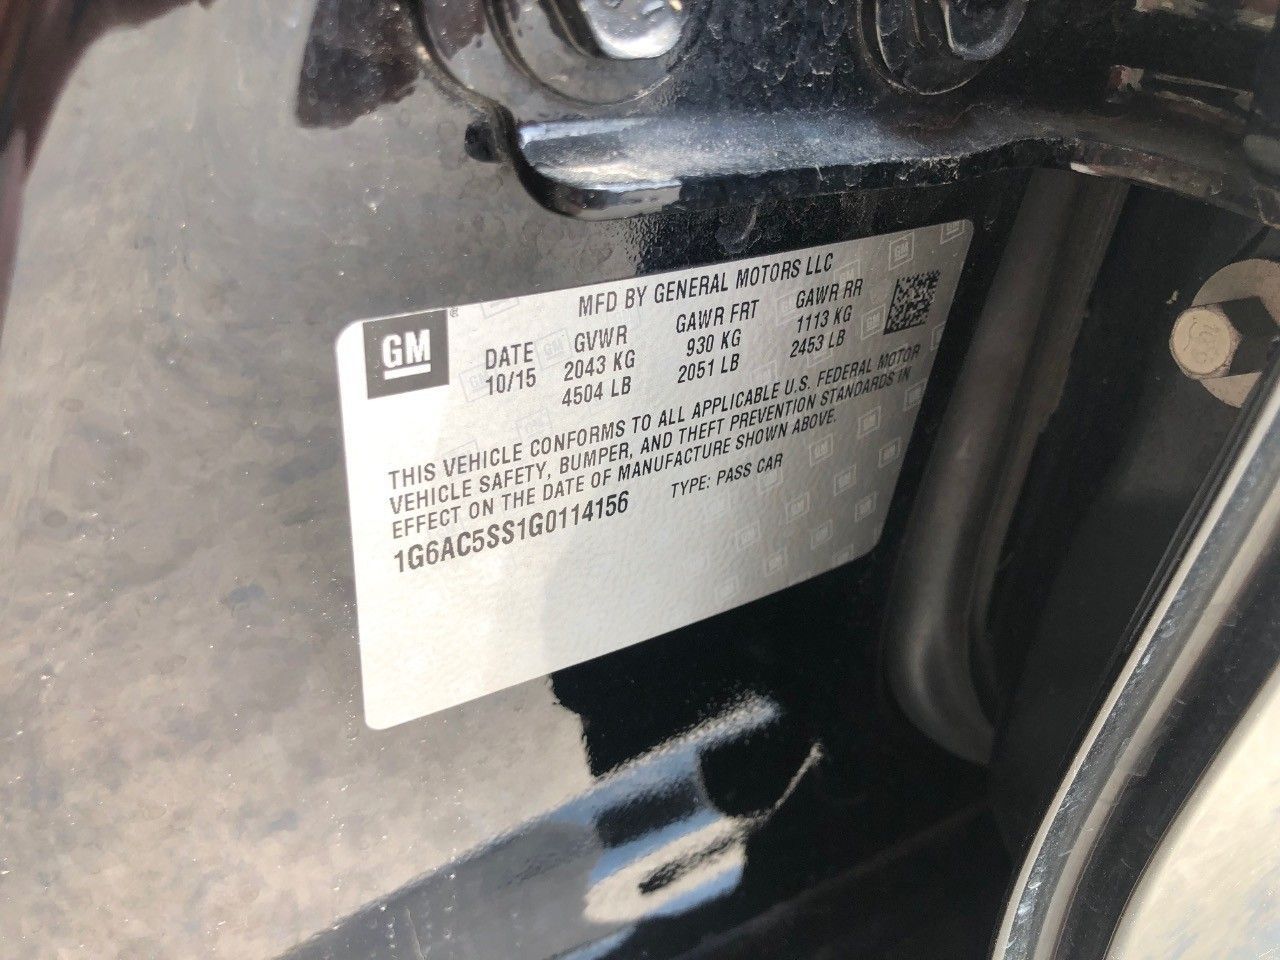 MFD BY GENERAL MOTORS LLC
GM®
DATE GVWR GAWR FRT GAWR RR
10/15 2043 KG 930 KG 1113 KG
4504 LB 2051 LB 2453 LB
THIS VEHICLE CONFORMS TO ALL APPLICABLE U.S. FEDERAL MOTOR
VEHICLE SAFETY, BUMPER, AND THEFT PREVENTION STANDARDS IN
EFFECT ON THE DATE OF MANUFACTURE SHOWN ABOVE.
1G6AC5SS1G0114156 TYPE: PASS CAR